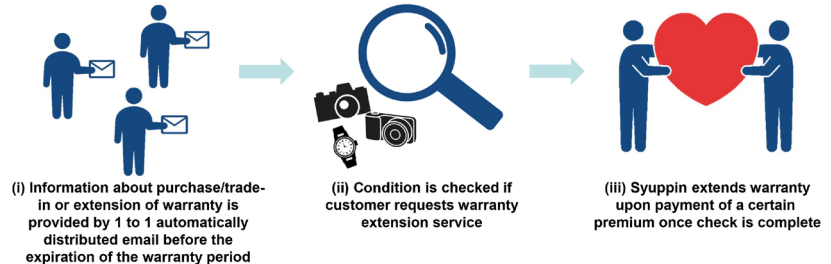 (i) Information about purchase/trade-
in or extension of warranty is
provided by 1 to 1 automatically
distributed email before the
expiration of the warranty period
(ii) Condition is checked if
customer requests warranty
extension service
(iii) Syuppin extends warranty
upon payment of a certain
premium once check is complete